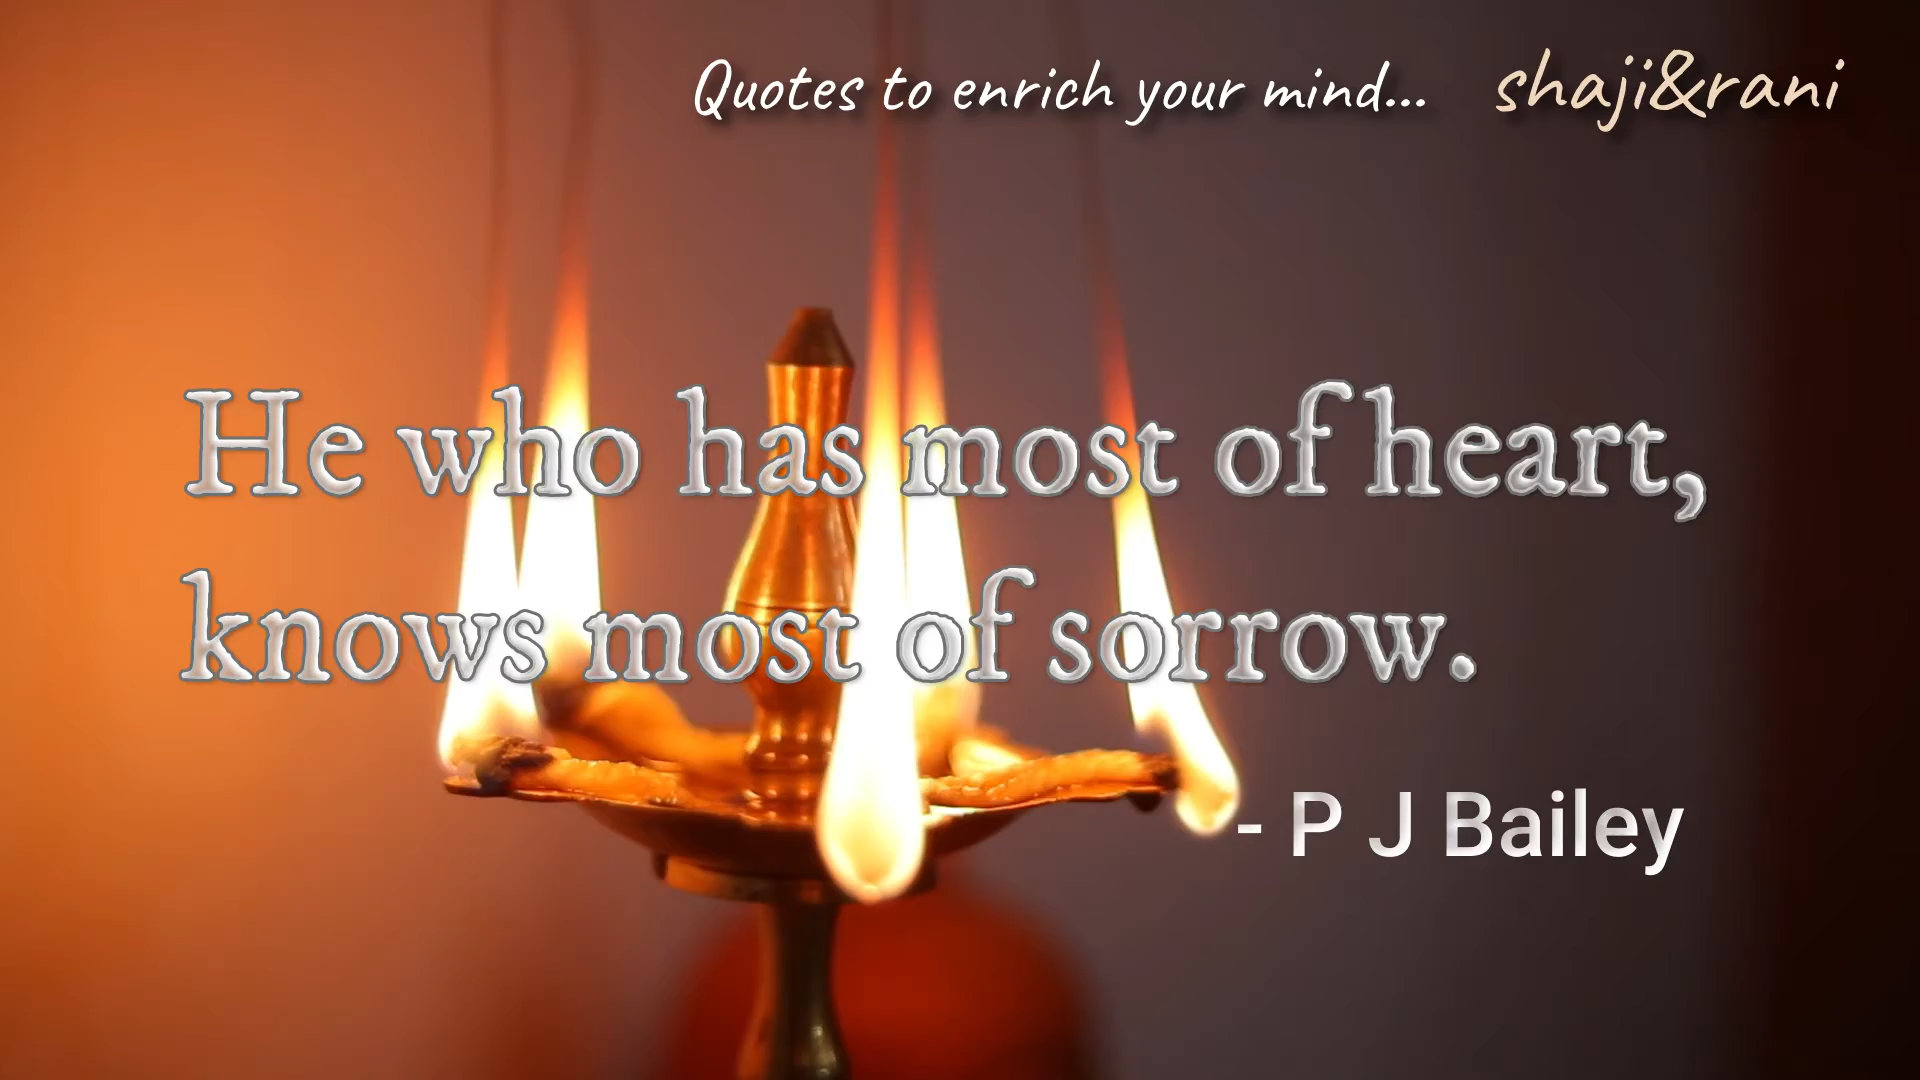 Quotes to enrich your mind... shaji&rani
He who has most of heart,
knows most of sorrow.
- P J Bailey